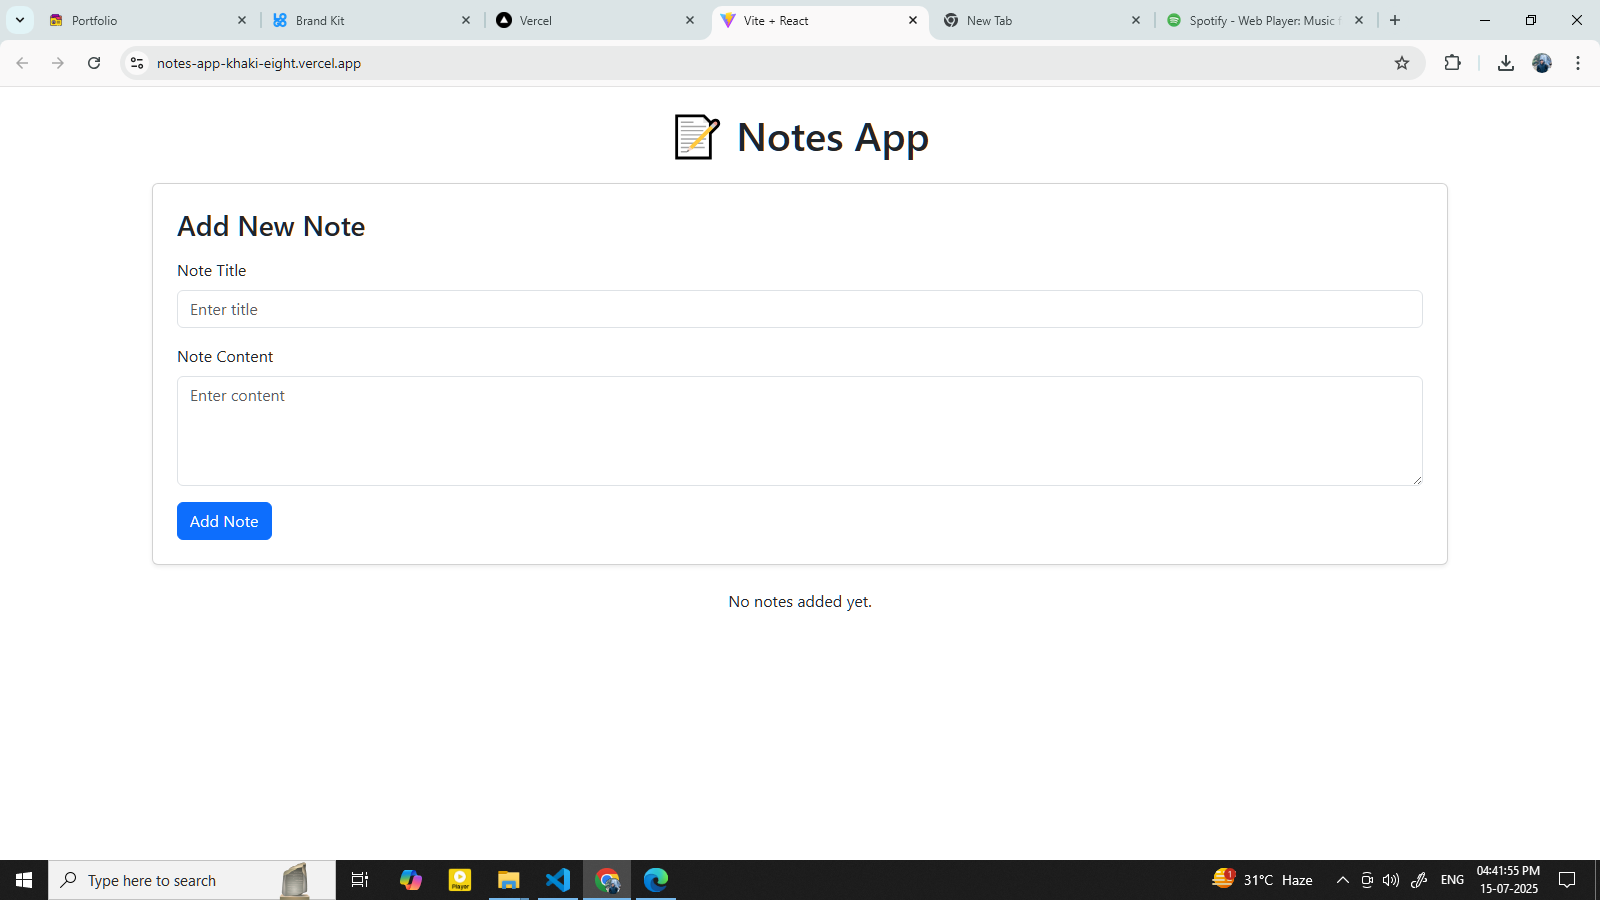 Portfolio
Brand Kit
Vercel
Vite + React
New Tab
Spotify - Web Player: Music
notes-app-khaki-eight.vercel.app
Notes App
Add New Note
Note Title
Enter title
Note Content
Enter content
Add Note
No notes added yet.
Type here to search
Player
1
31°C Haze
ENG
04:41:55 PM
15-07-2025